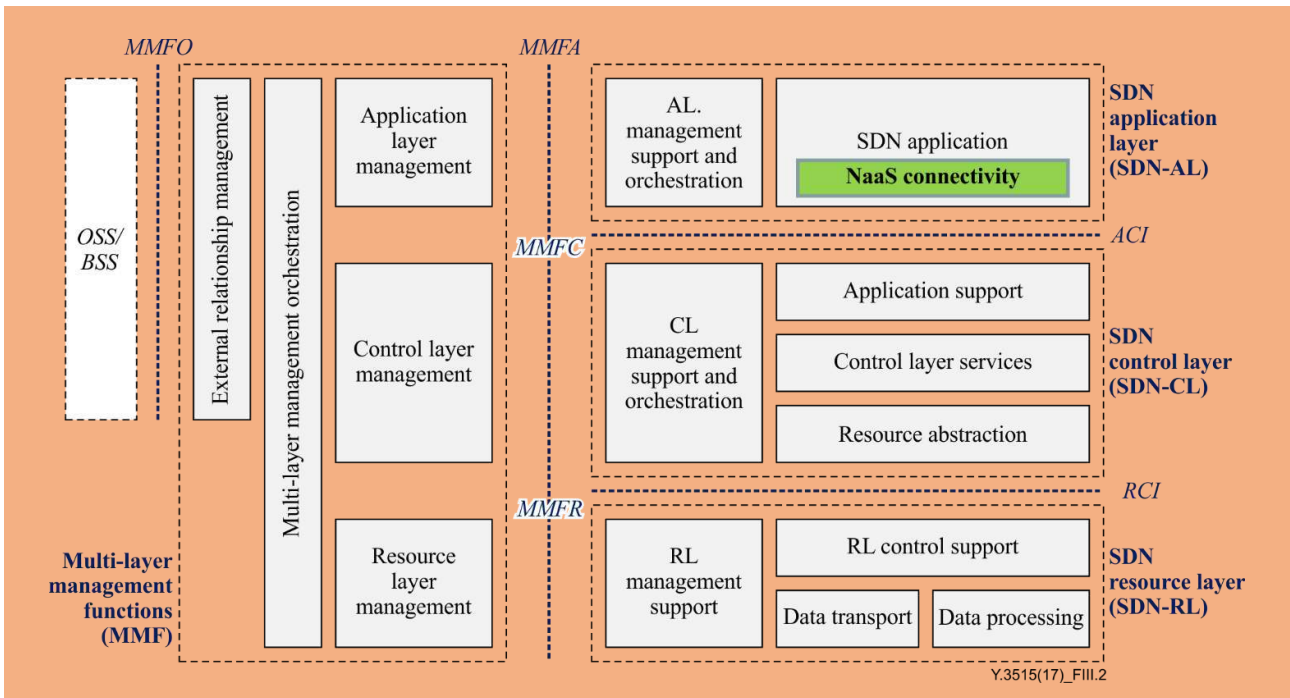 MMFO
MMFA
OSS/
BSS
External relationship management
Multi-layer management orchestration
Application
layer
management
Control layer
management
Resource
layer
management
Multi-layer
management
functions
(MMF)
MMFC
MMFR
AL.
management
support and
orchestration
SDN application
NaaS connectivity
SDN
application
layer
(SDN-AL)
ACI
CL
management
support and
orchestration
Application support
Control layer services
Resource abstraction
SDN
control layer
(SDN-CL)
RCI
RL
management
support
RL control support
Data transport
Data processing
SDN
resource layer
(SDN-RL)
Y.3515(17)_FIII.2